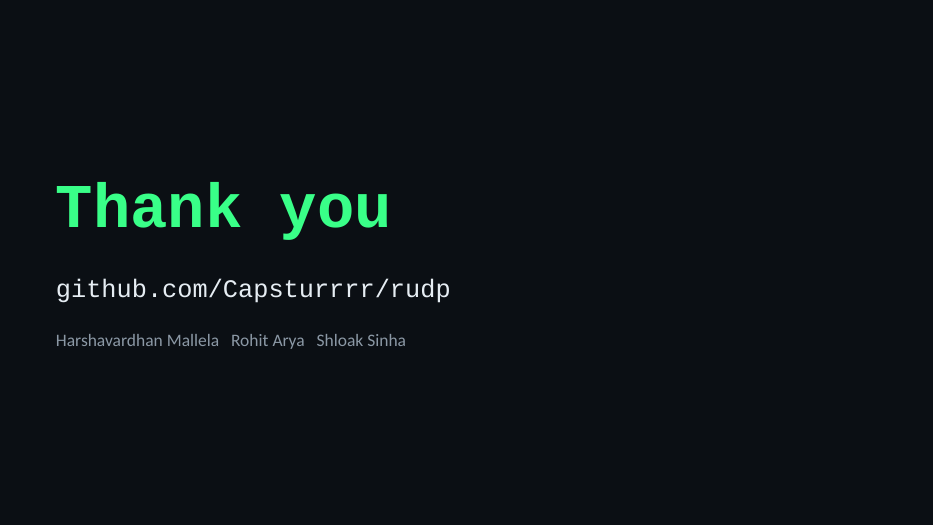 Thank you
github.com/Capsturrrr/rudp
Harshavardhan Mallela   Rohit Arya   Shloak Sinha